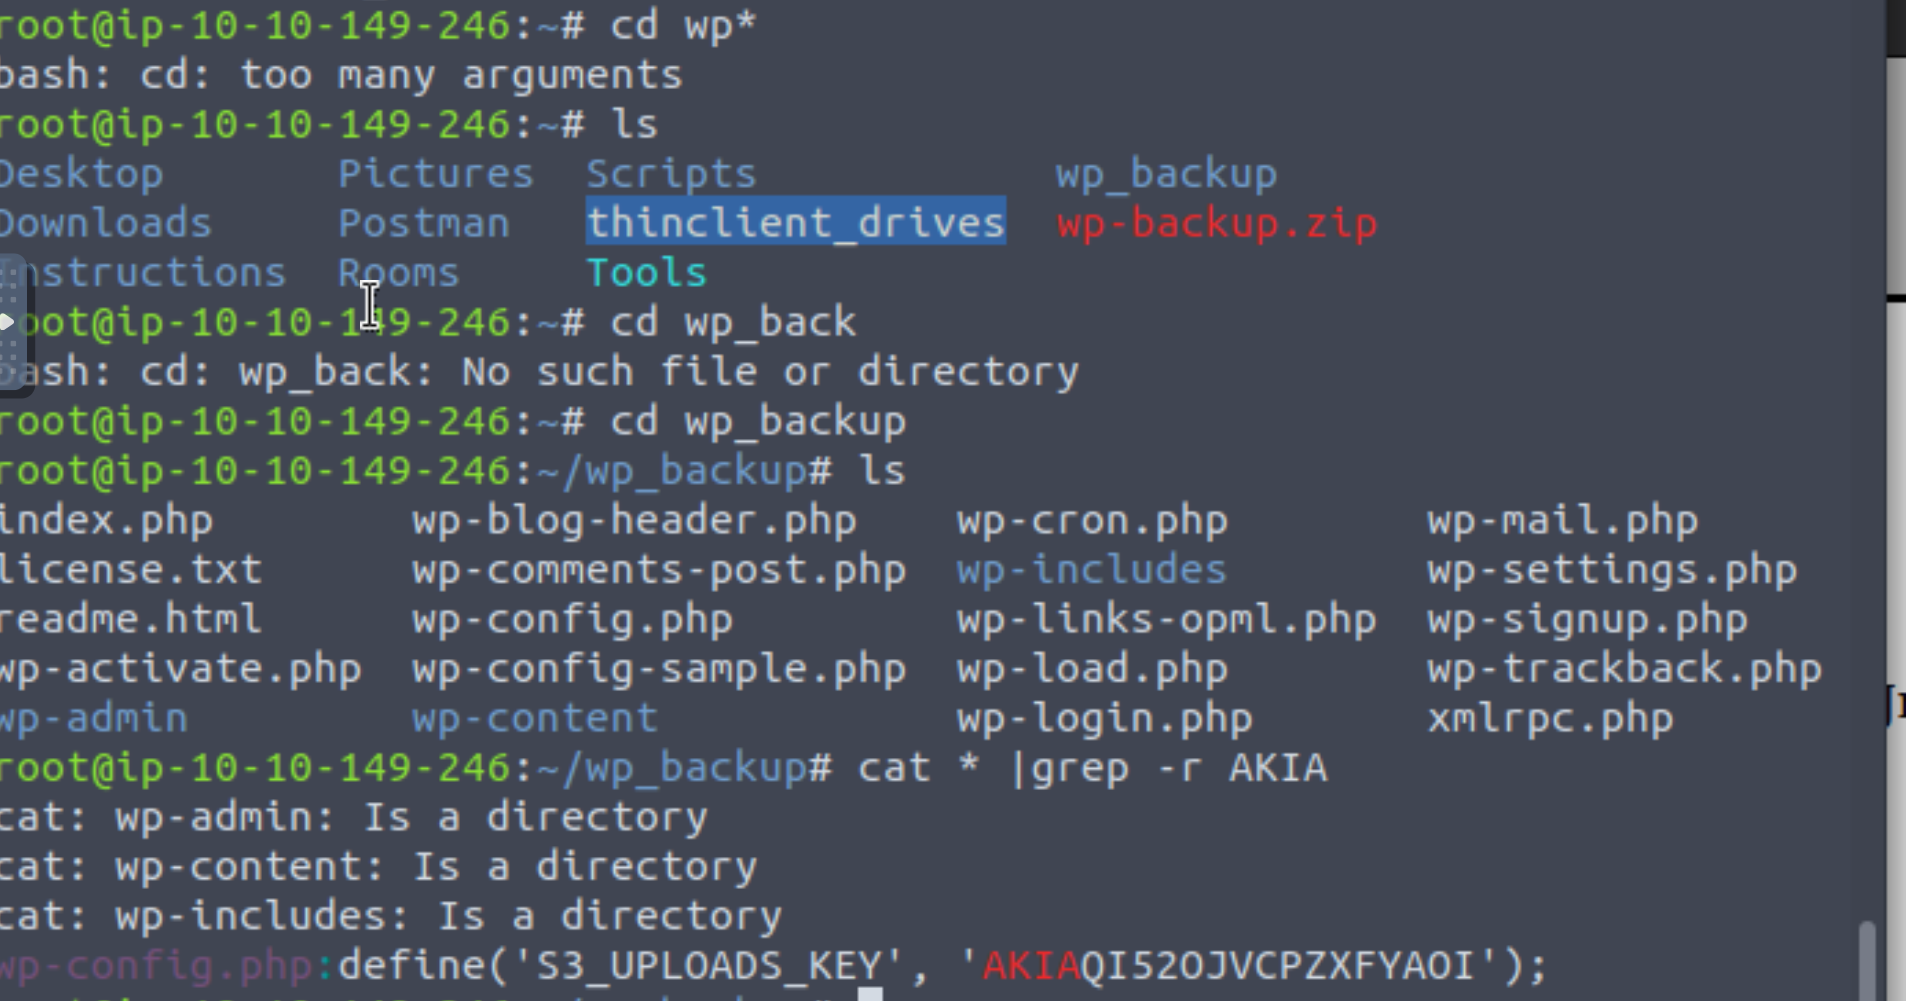 root@ip-10-10-149-246:~# cd wp*
bash: cd: too many arguments
root@ip-10-10-149-246:~# ls
Desktop Pictures Scripts wp_backup
Downloads Postman thinclient_drives wp-backup.zip
Instructions Rooms Tools
root@ip-10-10-149-246:~# cd wp_back
bash: cd: wp_back: No such file or directory
root@ip-10-10-149-246:~# cd wp_backup
root@ip-10-10-149-246:~/wp_backup# ls
index.php wp-blog-header.php wp-cron.php wp-mail.php
license.txt wp-comments-post.php wp-includes wp-settings.php
readme.html wp-config.php wp-links-opml.php wp-signup.php
wp-activate.php wp-config-sample.php wp-load.php wp-trackback.php
wp-admin wp-content wp-login.php xmlrpc.php
root@ip-10-10-149-246:~/wp_backup# cat * |grep -r AKIA
cat: wp-admin: Is a directory
cat: wp-content: Is a directory
cat: wp-includes: Is a directory
wp-config.php:define('S3_UPLOADS_KEY', 'AKIAQI52OJVCPZXFYAOI');